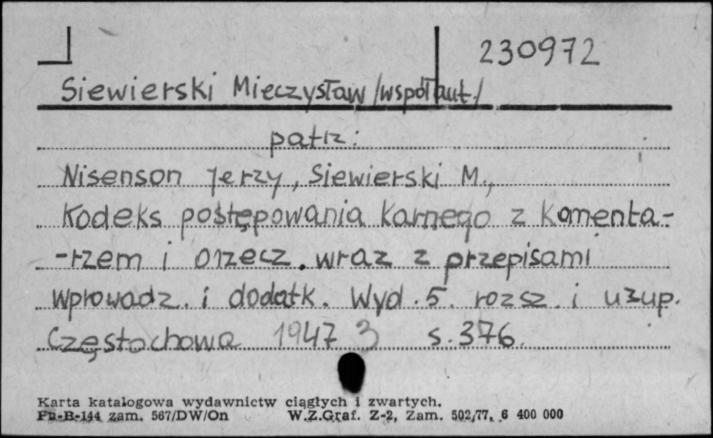 230972
Siewierski Mieczysław /współaut./
patrz:
Nisenson Jerzy, Siewierski M.,
Kodeks postępowania karnego z komenta-
-rzem i orzecz. wraz z przepisami
wprowadz. i dodatk. Wyd. 5. rozsz. i uzup.
Częstochowa 1947 3 s. 376.
Karta katalogowa wydawnictw ciągłych i zwartych.
Pu-B-144 zam. 567/DW/On W.Z.Graf. Z-2, Zam. 502/77. 6 400 000